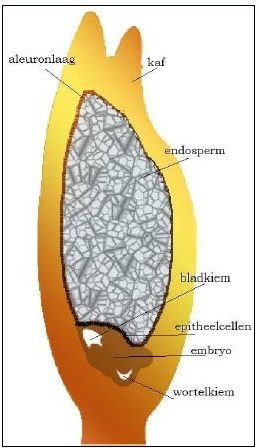 aleuronlaag
kaf
endosperm
bladkiem
epitheelcellen
embryo
wortelkiem